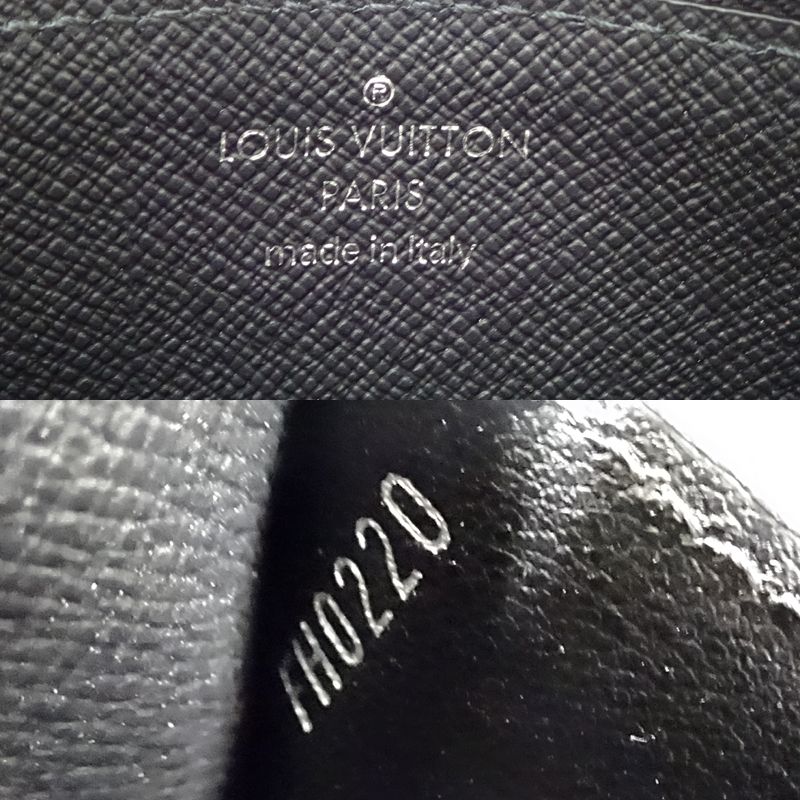 ®
LOUIS VUITTON
PARIS
made in Italy
FH0220